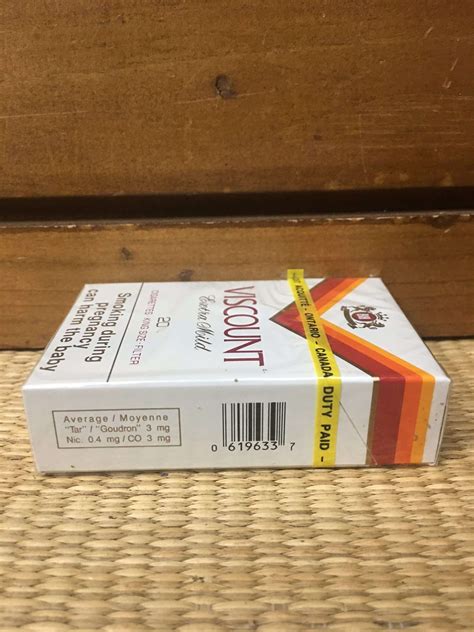 VISCOUNT
Extra Mild
20
CIGARETTES KING SIZE FILTER
Smoking during
pregnancy
can harm the baby
ACQUITTÉ - ONTARIO - CANADA DUTY PAID -
Average / Moyenne
"Tar" / "Goudron" 3 mg
Nic. 0.4 mg / CO 3 mg
0 619633 7